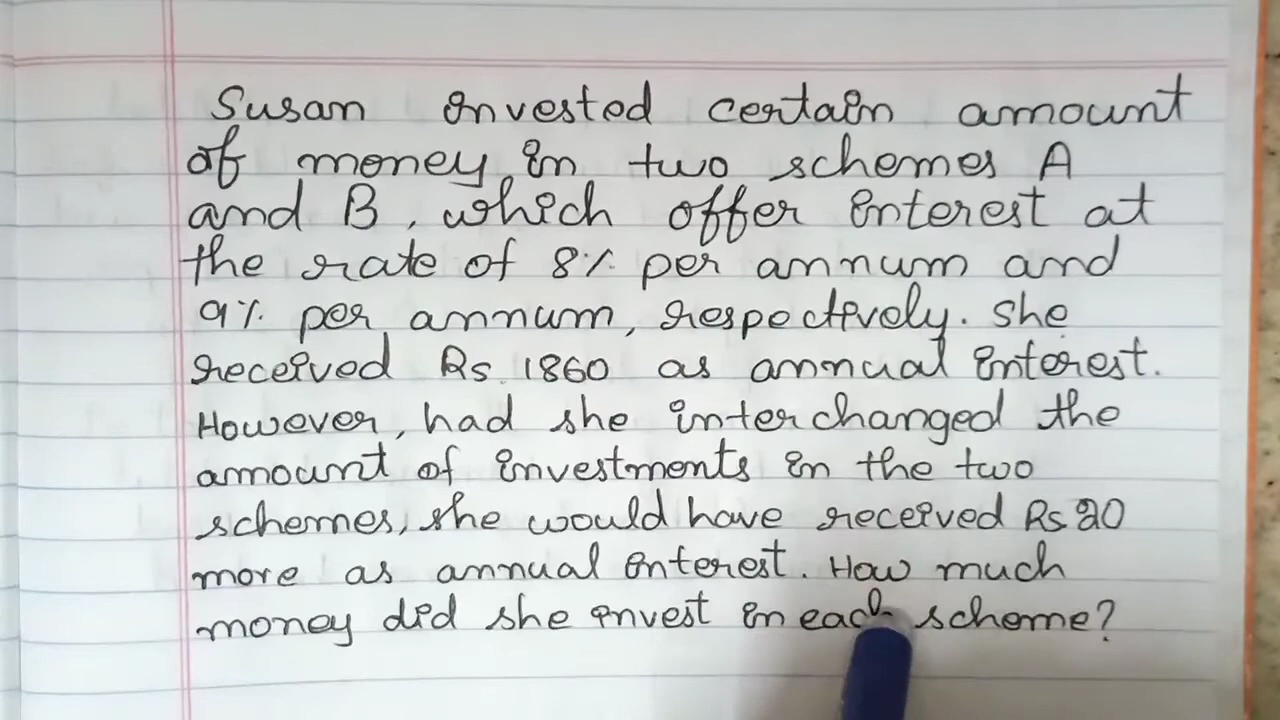 Susan invested certain amount
of money in two schemes A
and B, which offer interest at
the rate of 8% per annum and
9% per annum, respectively. She
received Rs. 1860 as annual interest.
However, had she interchanged the
amount of investments in the two
schemes, she would have received Rs 20
more as annual interest. How much
money did she invest in each scheme?